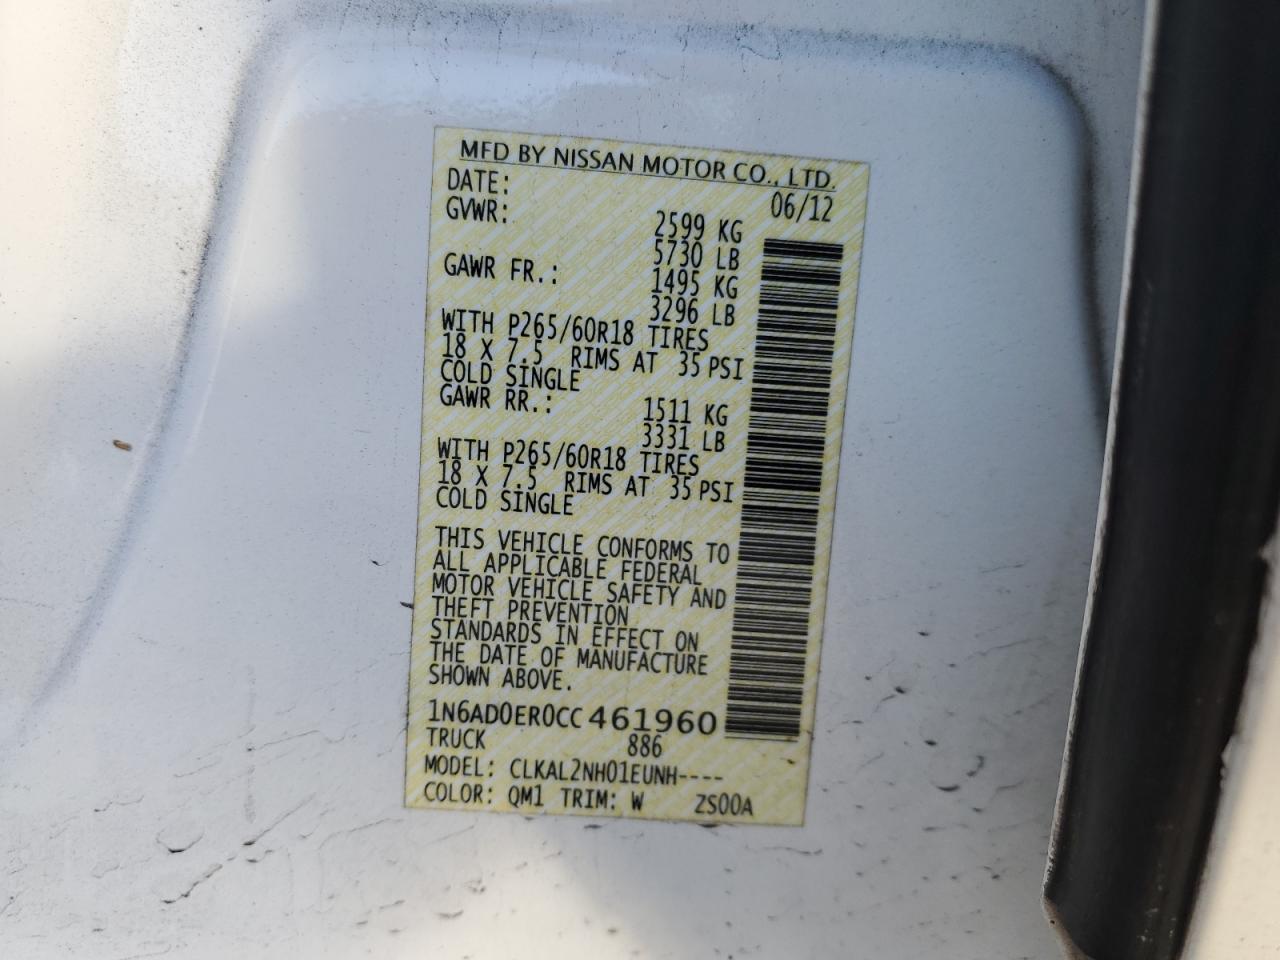 MFD BY NISSAN MOTOR CO., LTD.
DATE: 06/12
GVWR: 2599 KG
5730 LB
GAWR FR.: 1495 KG
3296 LB
WITH P265/60R18 TIRES
18 X 7.5 RIMS AT 35 PSI
COLD SINGLE
GAWR RR.: 1511 KG
3331 LB
WITH P265/60R18 TIRES
18 X 7.5 RIMS AT 35 PSI
COLD SINGLE
THIS VEHICLE CONFORMS TO
ALL APPLICABLE FEDERAL
MOTOR VEHICLE SAFETY AND
THEFT PREVENTION
STANDARDS IN EFFECT ON
THE DATE OF MANUFACTURE
SHOWN ABOVE.
1N6AD0ER0CC461960
TRUCK 886
MODEL: CLKAL2NH01EUNH----
COLOR: QM1 TRIM: W ZS00A